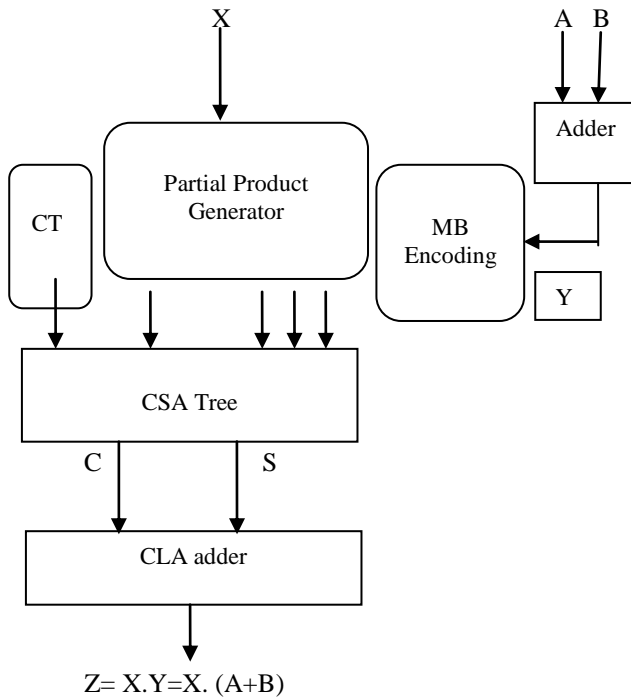 X
A B
Adder
Partial Product
Generator
CT
MB
Encoding
Y
CSA Tree
C
S
CLA adder
Z= X.Y=X. (A+B)